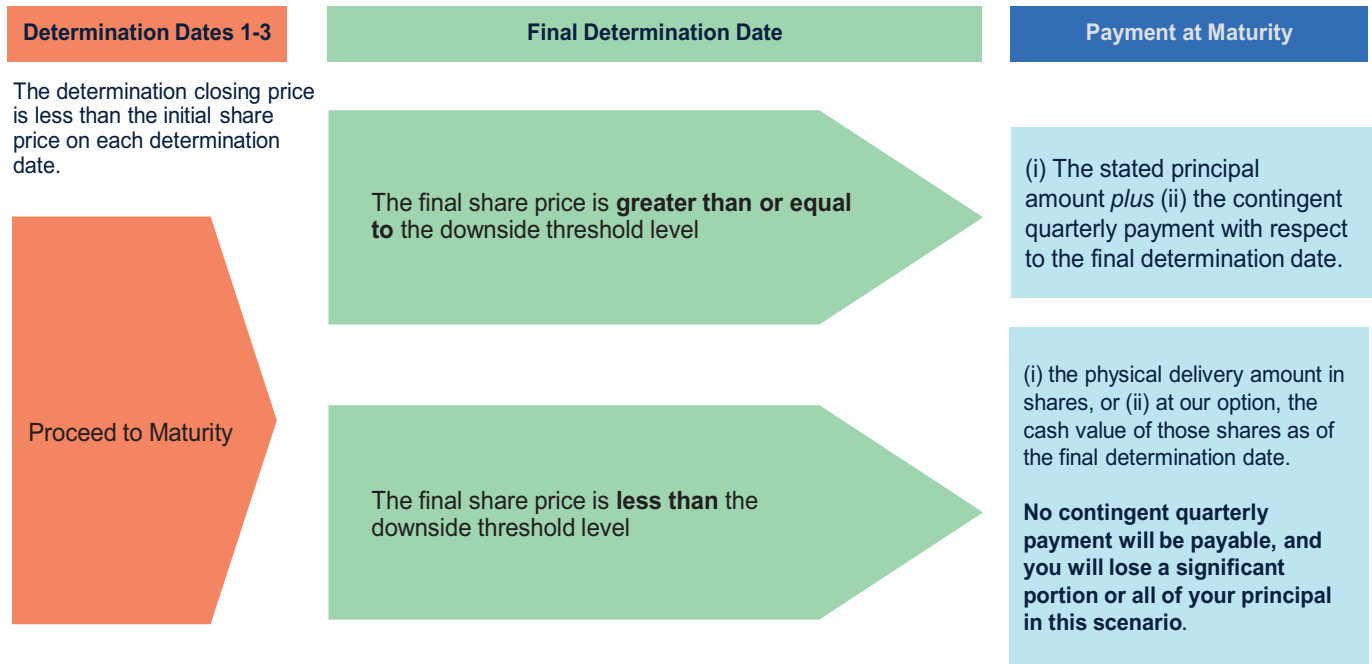 Determination Dates 1-3
Final Determination Date
Payment at Maturity
The determination closing price
is less than the initial share
price on each determination
date.
Proceed to Maturity
The final share price is greater than or equal
to the downside threshold level
(i) The stated principal
amount plus (ii) the contingent
quarterly payment with respect
to the final determination date.
The final share price is less than the
downside threshold level
(i) the physical delivery amount in
shares, or (ii) at our option, the
cash value of those shares as of
the final determination date.
No contingent quarterly
payment will be payable, and
you will lose a significant
portion or all of your principal
in this scenario.